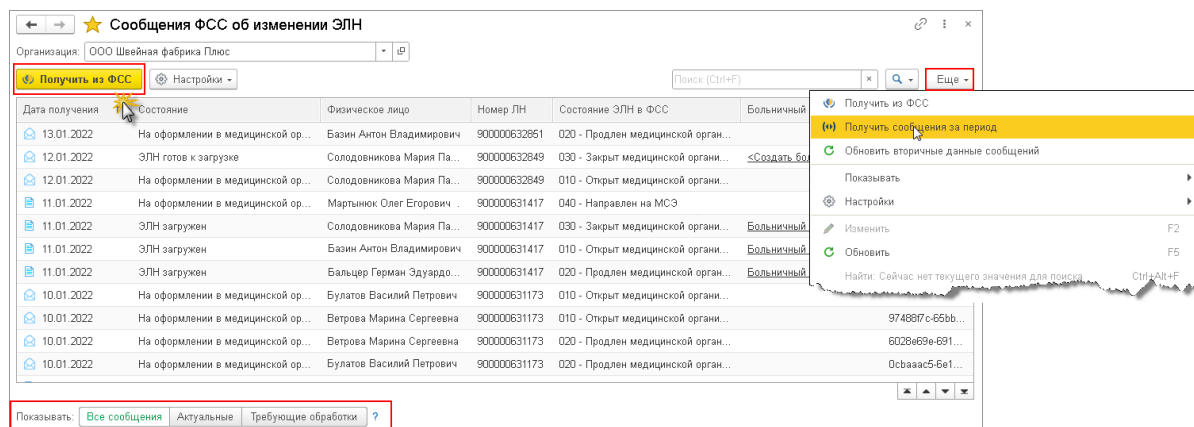 Сообщения ФСС об изменении ЭЛН
Организация: ООО Швейная фабрика Плюс
Получить из ФСС Настройки Поиск (Ctrl+F) × Еще
Дата получения Состояние Физическое лицо Номер ЛН Состояние ЭЛН в ФСС Больничный
13.01.2022 На оформлении в медицинской ор... Базин Антон Владимирович 900000632851 020 - Продлен медицинской орган...
12.01.2022 ЭЛН готов к загрузке Солодовникова Мария Па... 900000632849 030 - Закрыт медицинской органи... <Создать бол
12.01.2022 На оформлении в медицинской ор... Солодовникова Мария Па... 900000632849 010 - Открыт медицинской органи...
11.01.2022 На оформлении в медицинской ор... Мартынюк Олег Егорович . 900000631417 040 - Направлен на МСЭ
11.01.2022 ЭЛН загружен Солодовникова Мария Па... 900000631417 030 - Закрыт медицинской органи... Больничный
11.01.2022 ЭЛН загружен Базин Антон Владимирович 900000631417 010 - Открыт медицинской органи... Больничный
11.01.2022 ЭЛН загружен Бальцер Герман Эдуардо... 900000631417 020 - Продлен медицинской орган... Больничный
10.01.2022 На оформлении в медицинской ор... Булатов Василий Петрович 900000631173 010 - Открыт медицинской органи...
10.01.2022 На оформлении в медицинской ор... Ветрова Марина Сергеевна 900000631173 010 - Открыт медицинской органи... 97488f7c-65bb...
10.01.2022 На оформлении в медицинской ор... Ветрова Марина Сергеевна 900000631173 020 - Продлен медицинской орган... 6028e69e-691...
10.01.2022 На оформлении в медицинской ор... Булатов Василий Петрович 900000631173 020 - Продлен медицинской орган... 0cbaaac5-6e1...
Показывать: Все сообщения Актуальные Требующие обработки ?
Получить из ФСС
Получить сообщения за период
Обновить вторичные данные сообщений
Показывать
Настройки
Изменить F2
Обновить F5
Найти: Сейчас нет текущего значения для поиска Ctrl+Alt+F